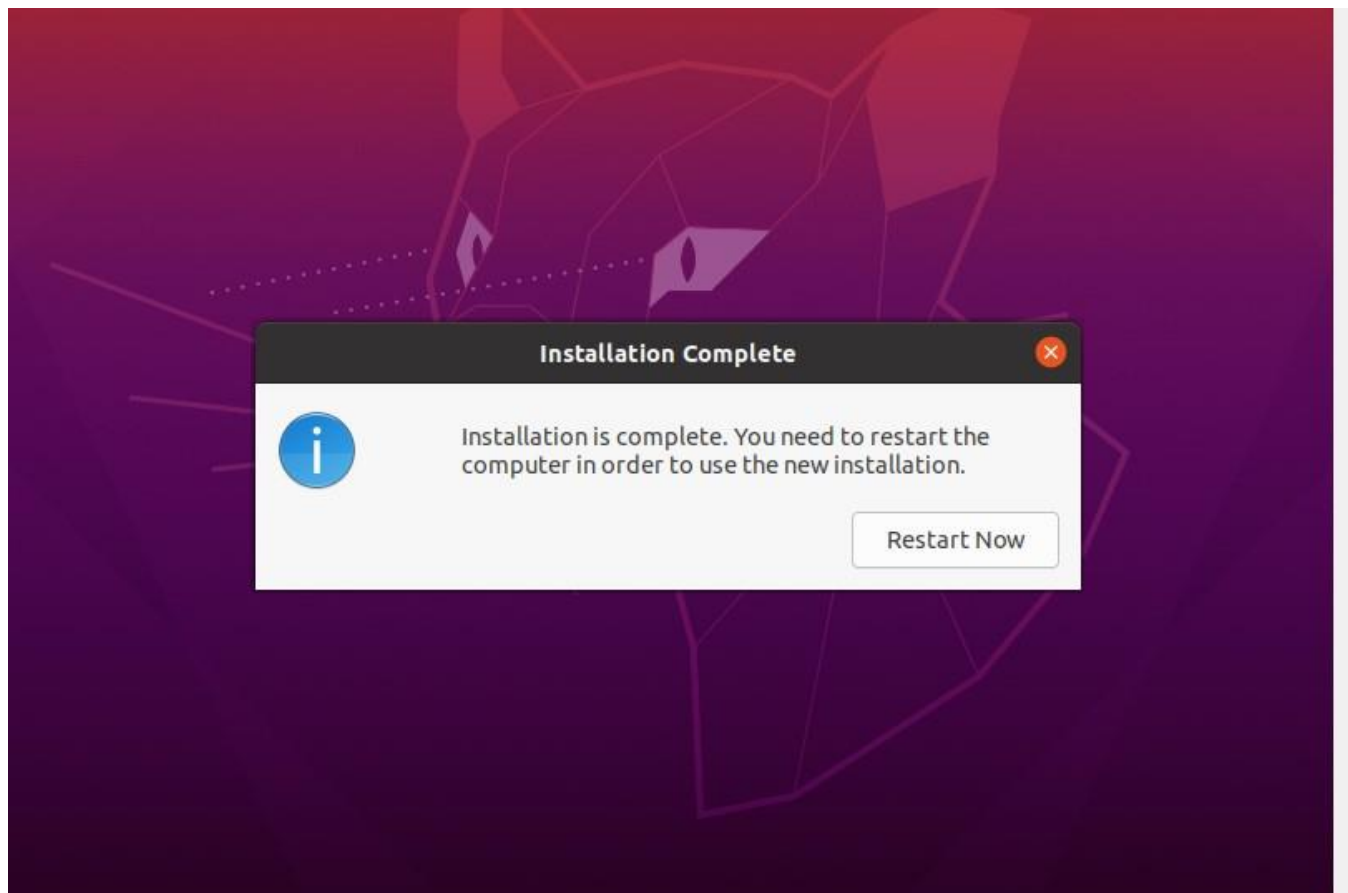 Installation Complete
Installation is complete. You need to restart the
computer in order to use the new installation.
Restart Now